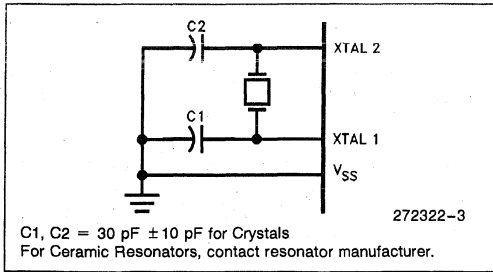 C2
XTAL 2
C1
XTAL 1
VSS
272322-3
C1, C2 = 30 pF ±10 pF for Crystals
For Ceramic Resonators, contact resonator manufacturer.